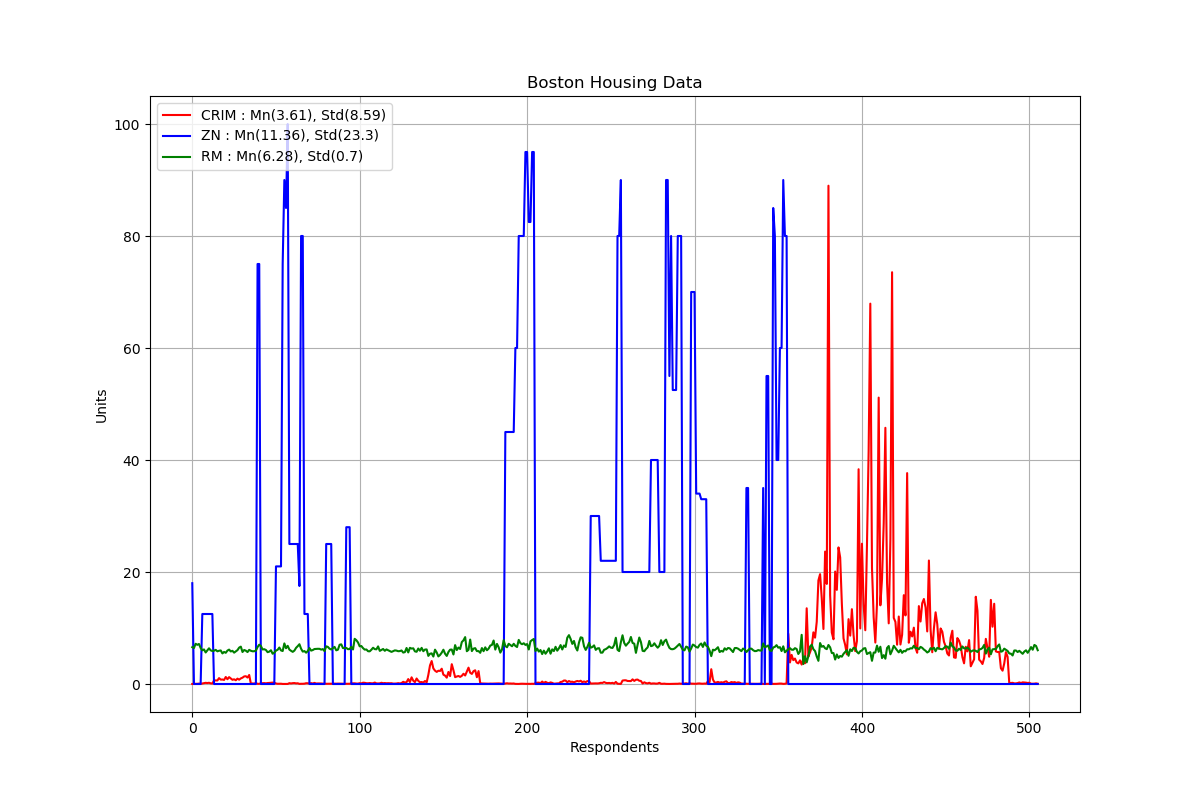 Boston Housing Data
CRIM : Mn(3.61), Std(8.59)
ZN : Mn(11.36), Std(23.3)
RM : Mn(6.28), Std(0.7)
100
80
60
40
20
0
Units
0 100 200 300 400 500
Respondents